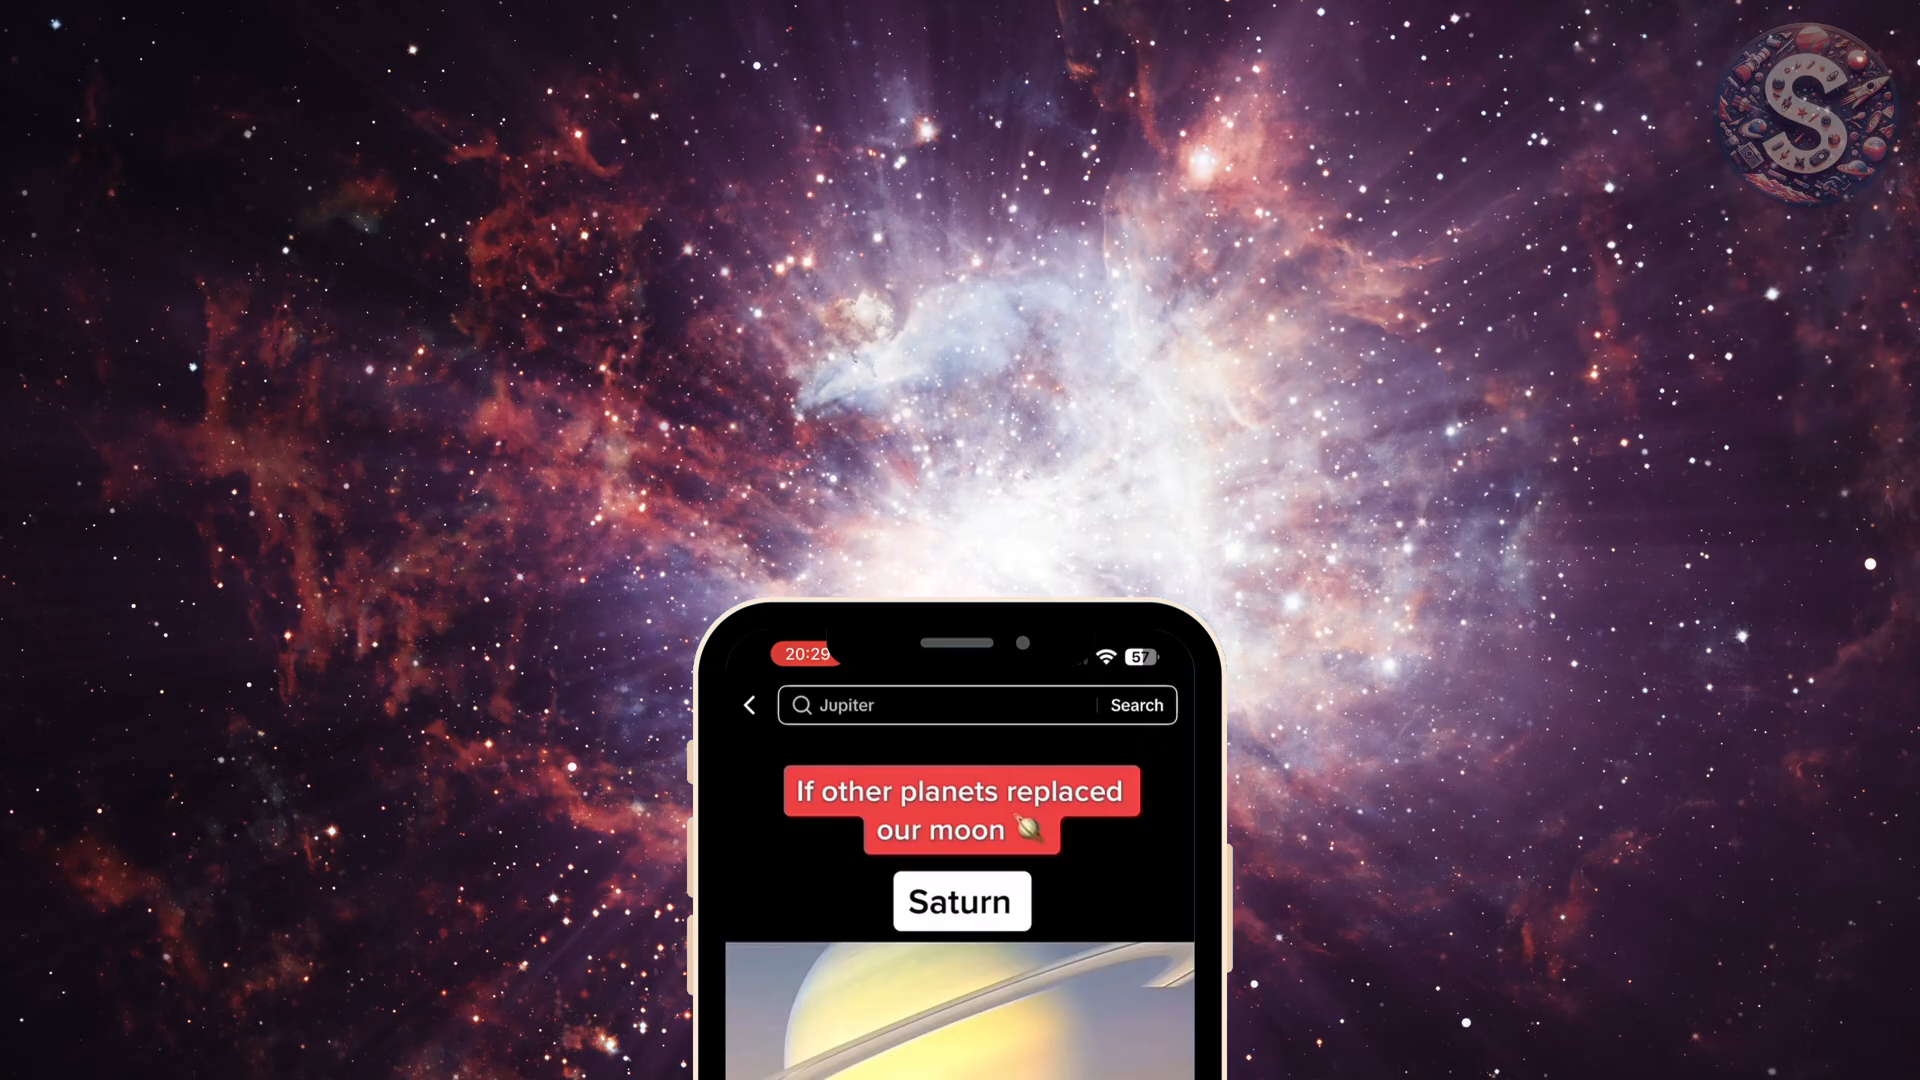 S
20:29
57
Jupiter
Search
If other planets replaced
our moon 🪐
Saturn